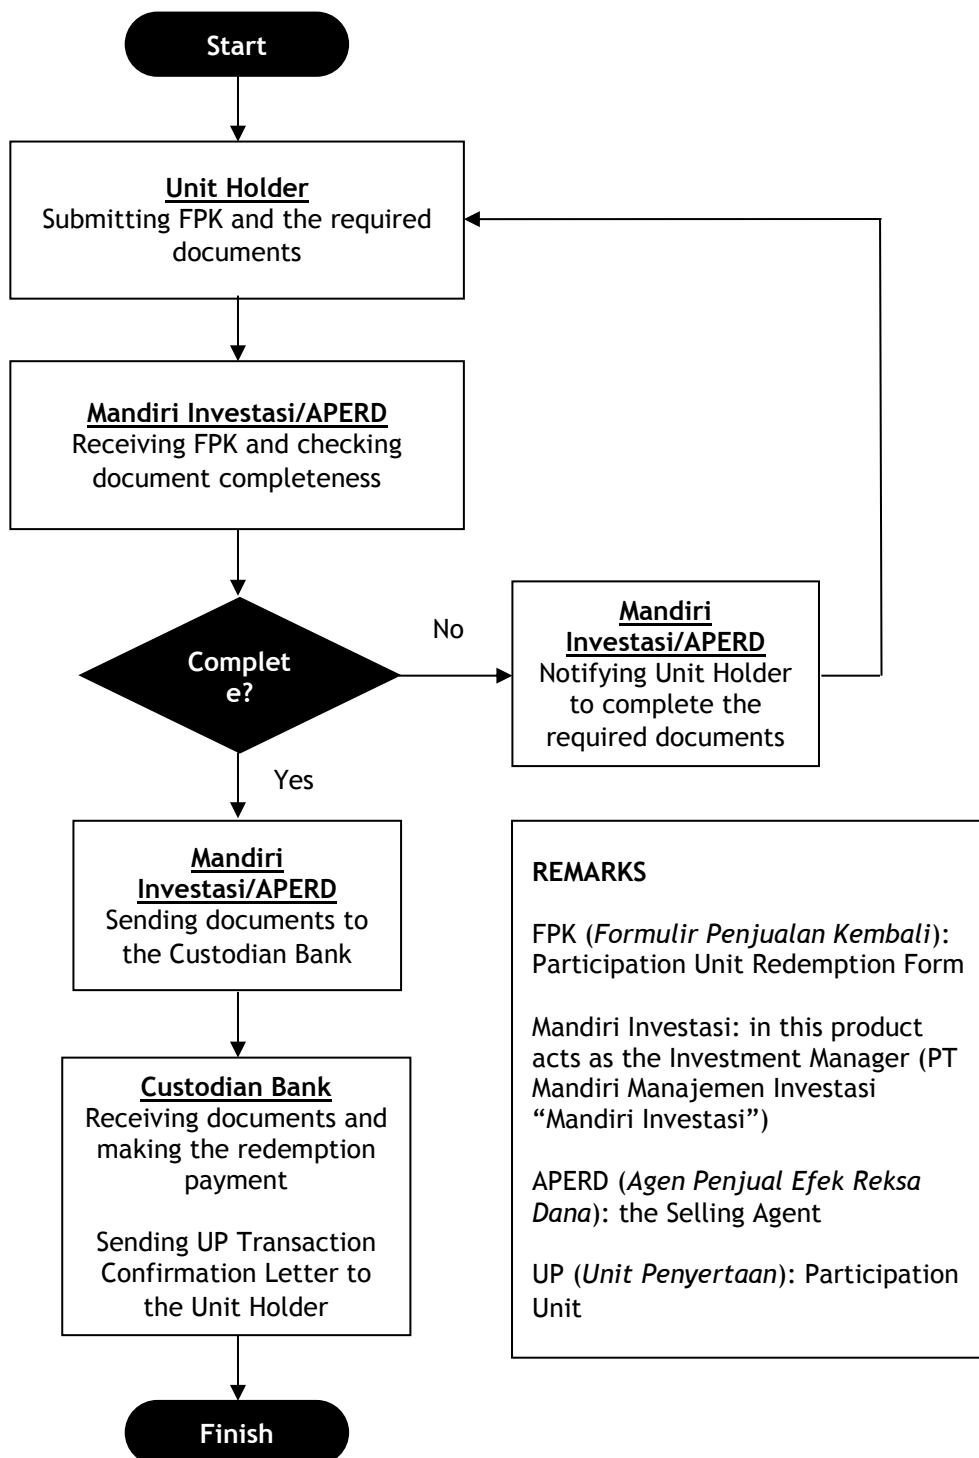 Start
Unit Holder
Submitting FPK and the required
documents
Mandiri Investasi/APERD
Receiving FPK and checking
document completeness
Complet
e?
No
Mandiri
Investasi/APERD
Notifying Unit Holder
to complete the
required documents
Yes
Mandiri
Investasi/APERD
Sending documents to
the Custodian Bank
Custodian Bank
Receiving documents and
making the redemption
payment
Sending UP Transaction
Confirmation Letter to
the Unit Holder
Finish
REMARKS
FPK (Formulir Penjualan Kembali):
Participation Unit Redemption Form
Mandiri Investasi: in this product
acts as the Investment Manager (PT
Mandiri Manajemen Investasi
“Mandiri Investasi”)
APERD (Agen Penjual Efek Reksa
Dana): the Selling Agent
UP (Unit Penyertaan): Participation
Unit